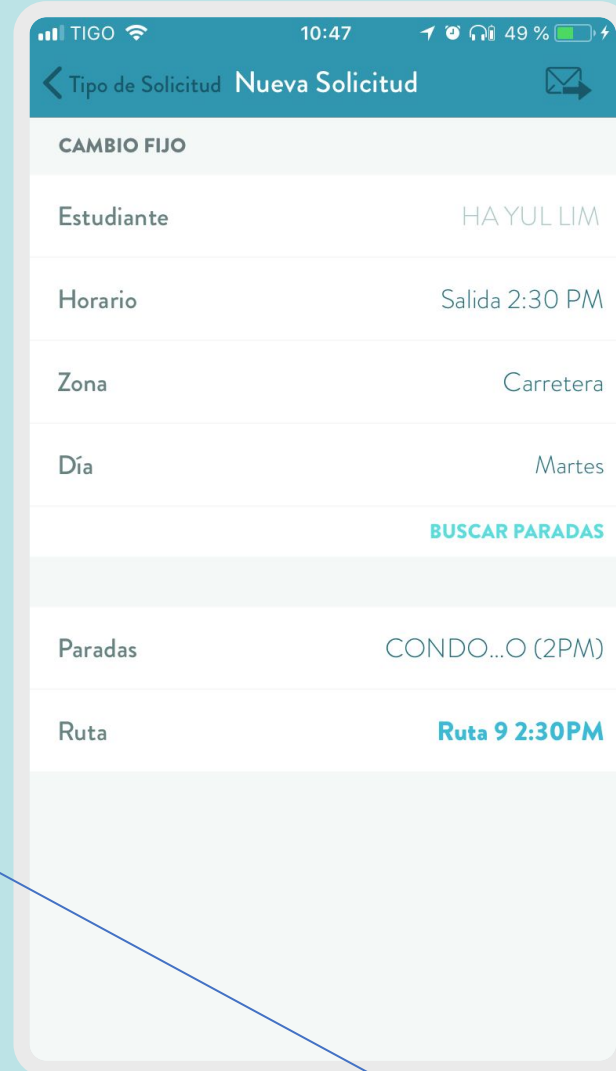 TIGO 10:47 49 %
Tipo de Solicitud Nueva Solicitud
CAMBIO FIJO
Estudiante HA YUL LIM
Horario Salida 2:30 PM
Zona Carretera
Día Martes
BUSCAR PARADAS
Paradas CONDO...O (2PM)
Ruta Ruta 9 2:30PM